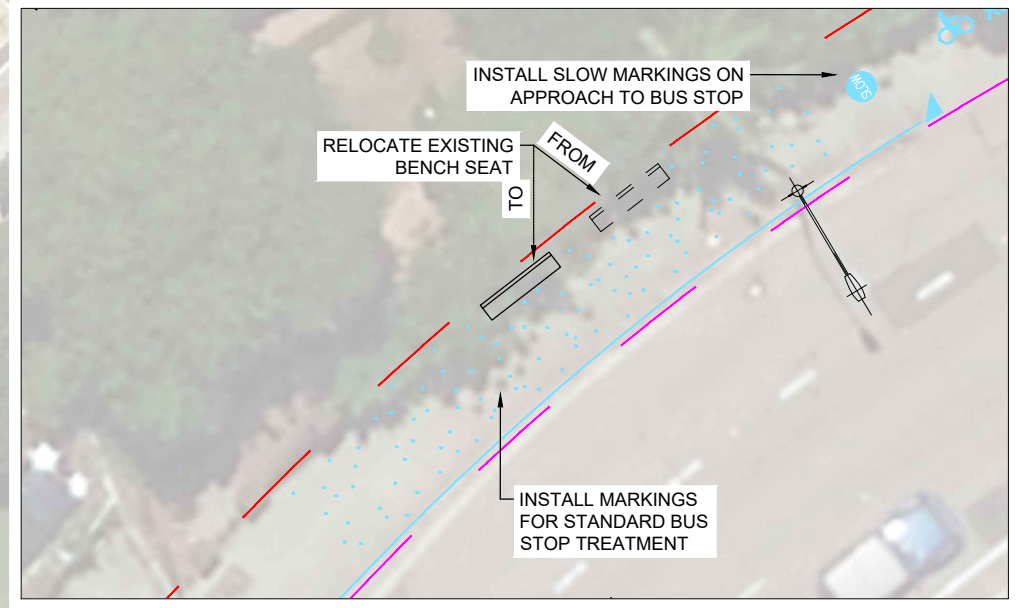 INSTALL SLOW MARKINGS ON
APPROACH TO BUS STOP
SLOW
RELOCATE EXISTING
BENCH SEAT
FROM
TO
INSTALL MARKINGS
FOR STANDARD BUS
STOP TREATMENT